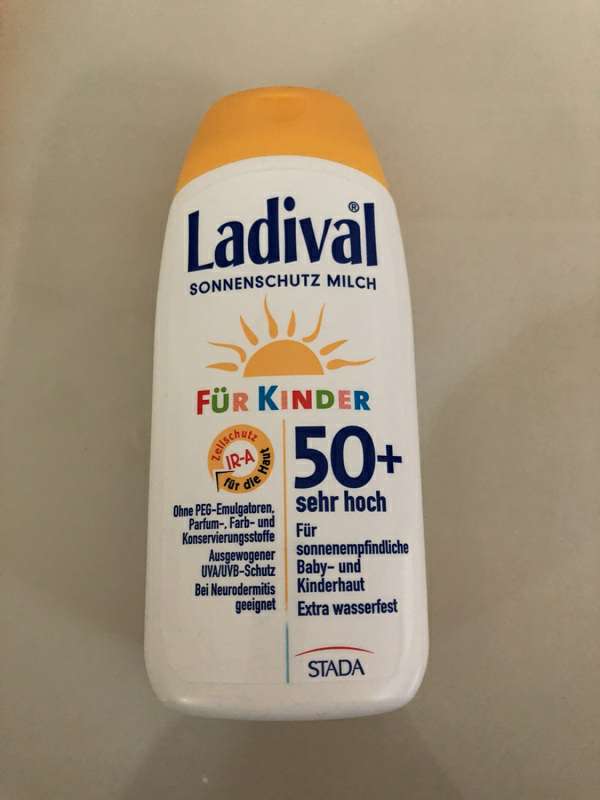 Ladival®
SONNENSCHUTZ MILCH
FÜR KINDER
Zellschutz
IR-A
für die Haut
Ohne PEG-Emulgatoren,
Parfum-, Farb- und
Konservierungsstoffe
Ausgewogener
UVA/UVB-Schutz
Bei Neurodermitis
geeignet
50+
sehr hoch
Für
sonnenempfindliche
Baby- und
Kinderhaut
Extra wasserfest
STADA